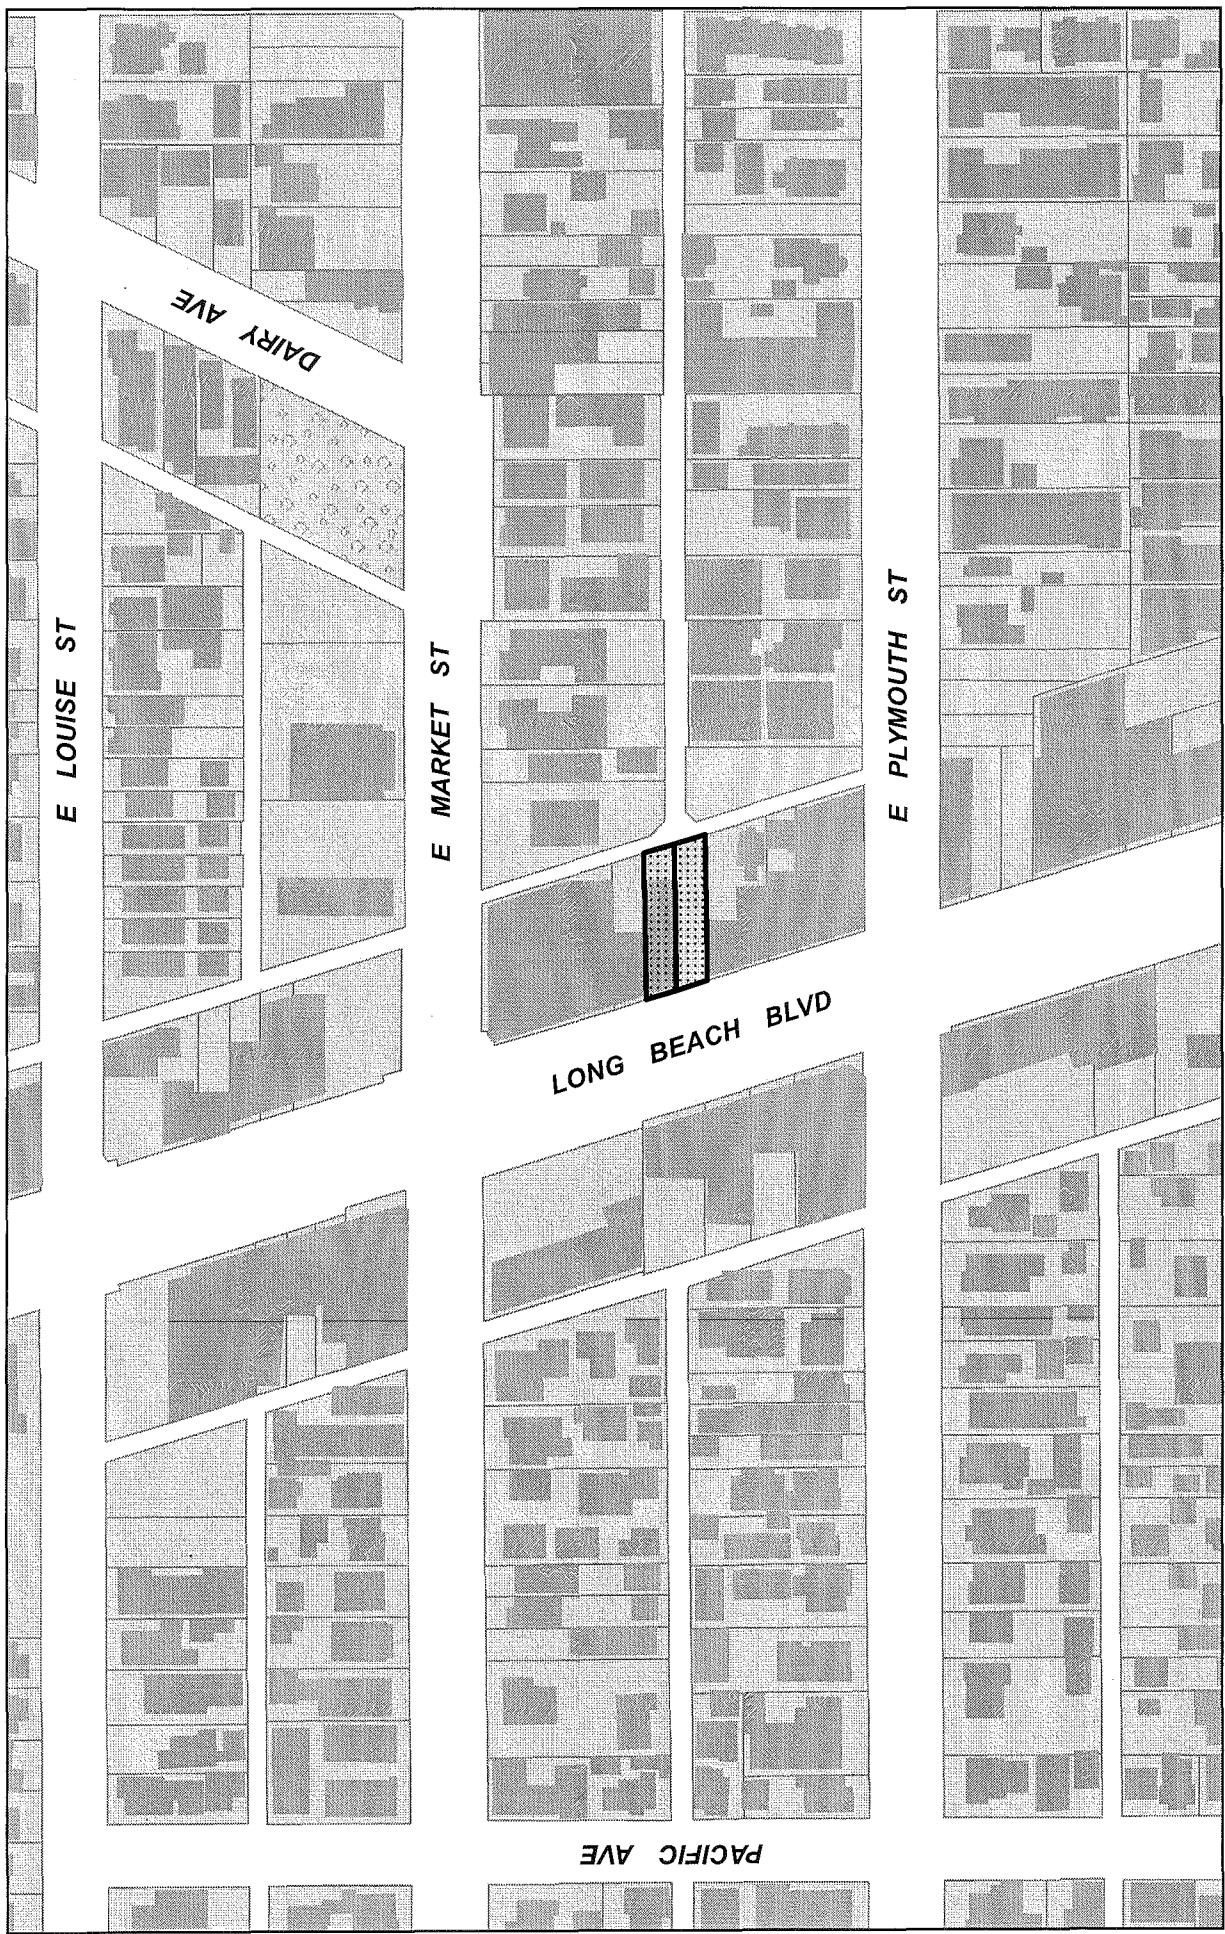 DAIRY AVE
E LOUISE ST
E MARKET ST
E PLYMOUTH ST
LONG BEACH BLVD
PACIFIC AVE